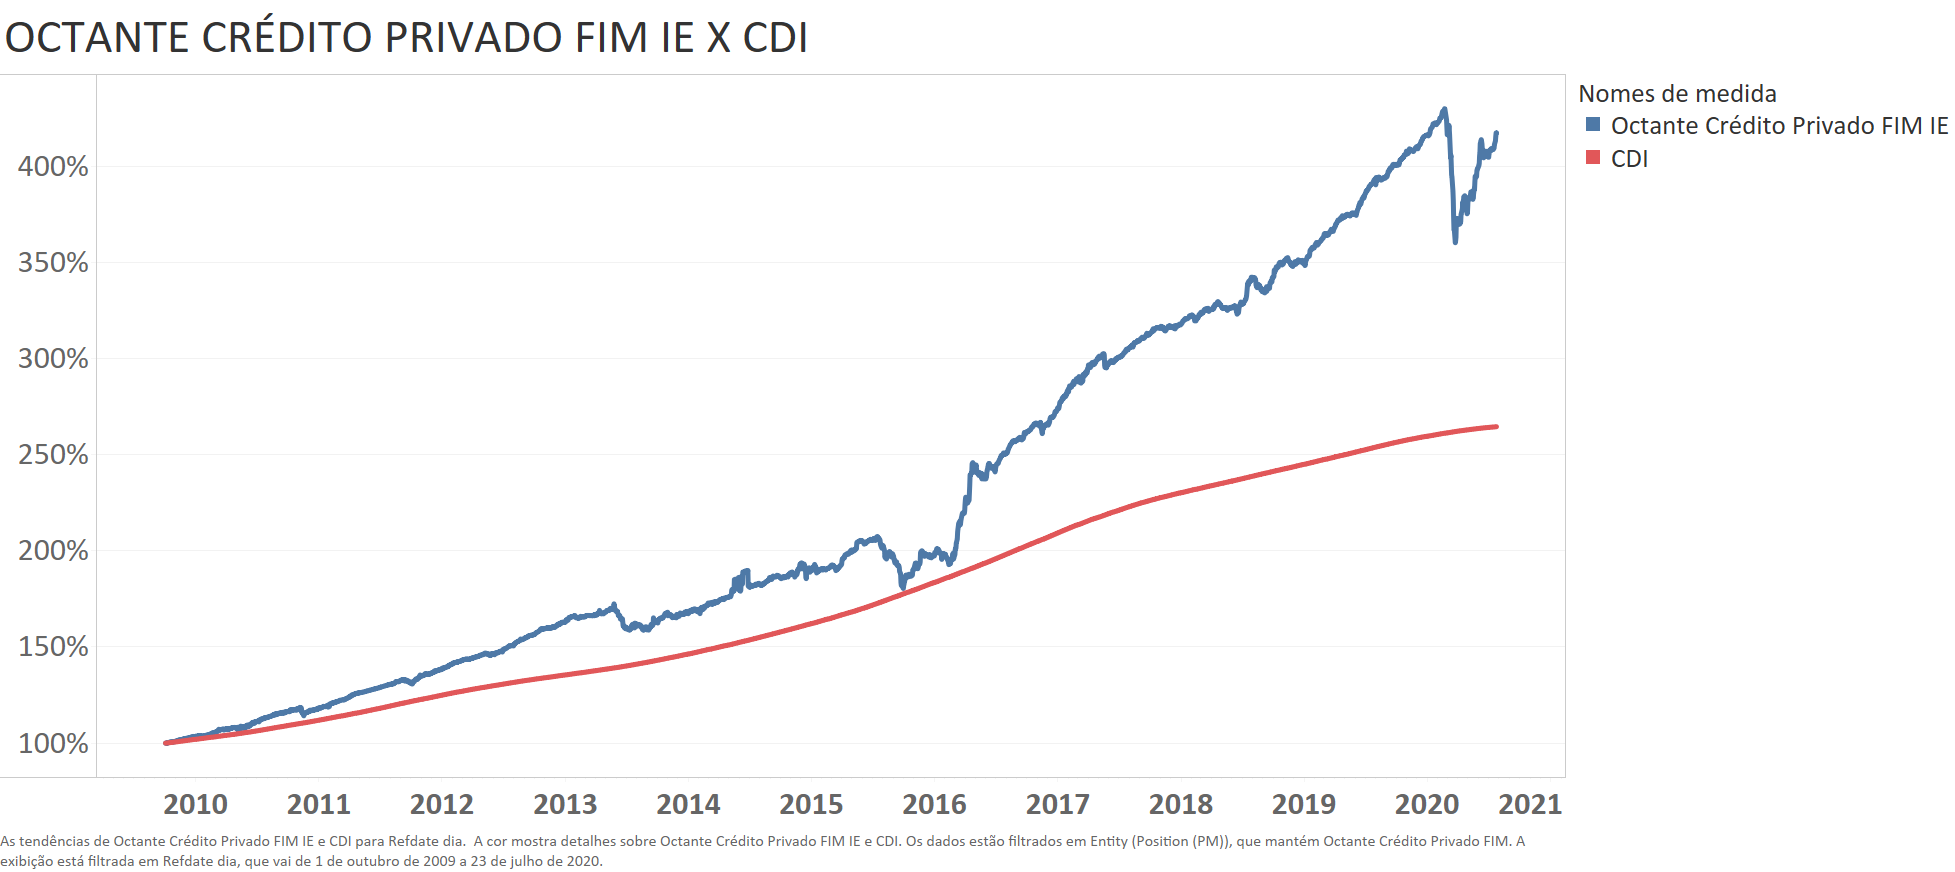 OCTANTE CRÉDITO PRIVADO FIM IE X CDI
Nomes de medida
Octante Crédito Privado FIM IE
CDI
400%
350%
300%
250%
200%
150%
100%
2010 2011 2012 2013 2014 2015 2016 2017 2018 2019 2020 2021
As tendências de Octante Crédito Privado FIM IE e CDI para Refdate dia.  A cor mostra detalhes sobre Octante Crédito Privado FIM IE e CDI. Os dados estão filtrados em Entity (Position (PM)), que mantém Octante Crédito Privado FIM. A
exibição está filtrada em Refdate dia, que vai de 1 de outubro de 2009 a 23 de julho de 2020.